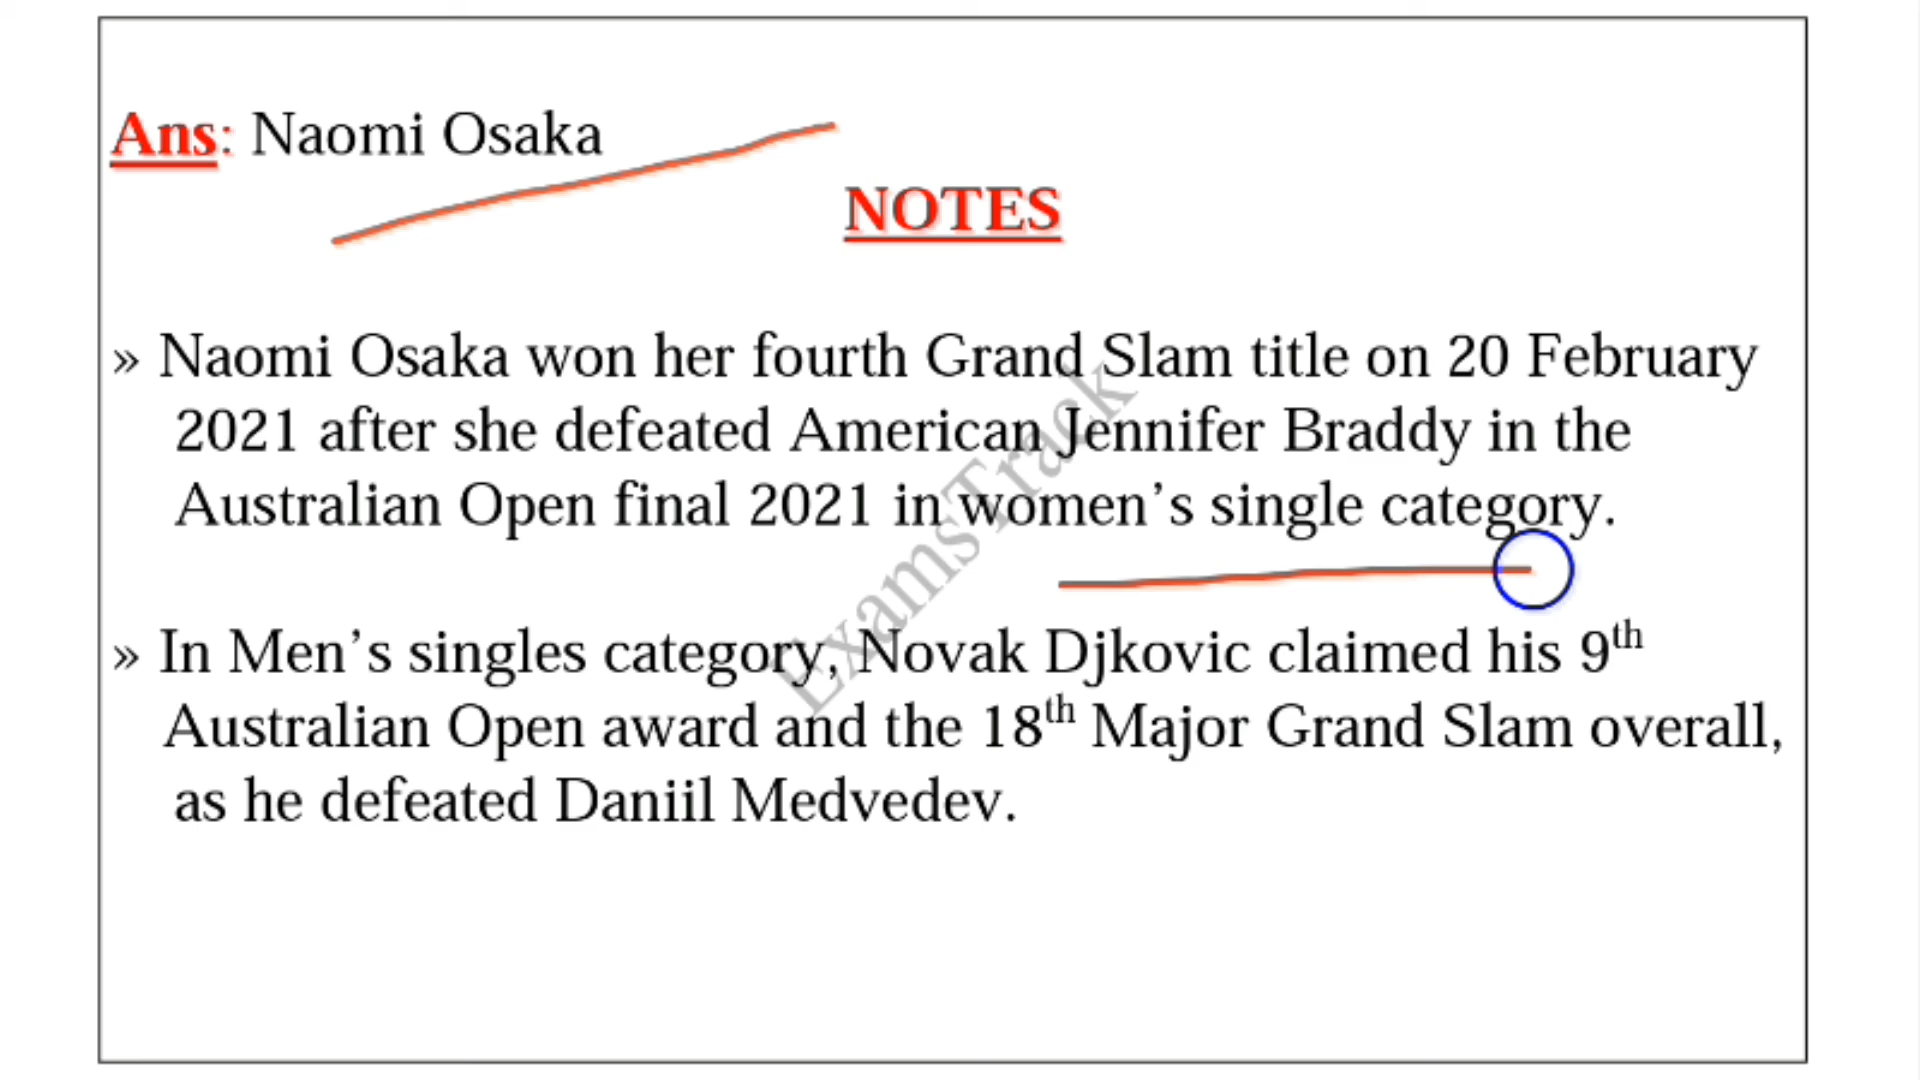 Ans: Naomi Osaka
NOTES
» Naomi Osaka won her fourth Grand Slam title on 20 February
2021 after she defeated American Jennifer Braddy in the
Australian Open final 2021 in women’s single category.
» In Men’s singles category, Novak Djkovic claimed his 9th
Australian Open award and the 18th Major Grand Slam overall,
as he defeated Daniil Medvedev.
ExamsTrack